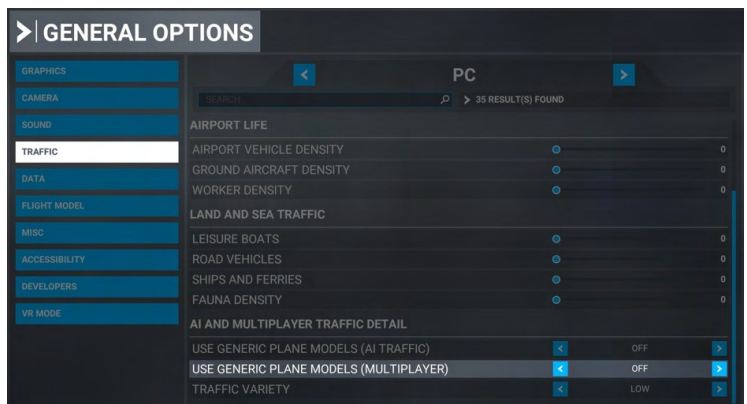 GENERAL OPTIONS
GRAPHICS
CAMERA
SOUND
TRAFFIC
DATA
FLIGHT MODEL
MISC
ACCESSIBILITY
DEVELOPERS
VR MODE
PC
SEARCH 35 RESULT(S) FOUND
AIRPORT LIFE
AIRPORT VEHICLE DENSITY 0
GROUND AIRCRAFT DENSITY 0
WORKER DENSITY 0
LAND AND SEA TRAFFIC
LEISURE BOATS 0
ROAD VEHICLES 0
SHIPS AND FERRIES 0
FAUNA DENSITY 0
AI AND MULTIPLAYER TRAFFIC DETAIL
USE GENERIC PLANE MODELS (AI TRAFFIC) OFF
USE GENERIC PLANE MODELS (MULTIPLAYER) OFF
TRAFFIC VARIETY LOW